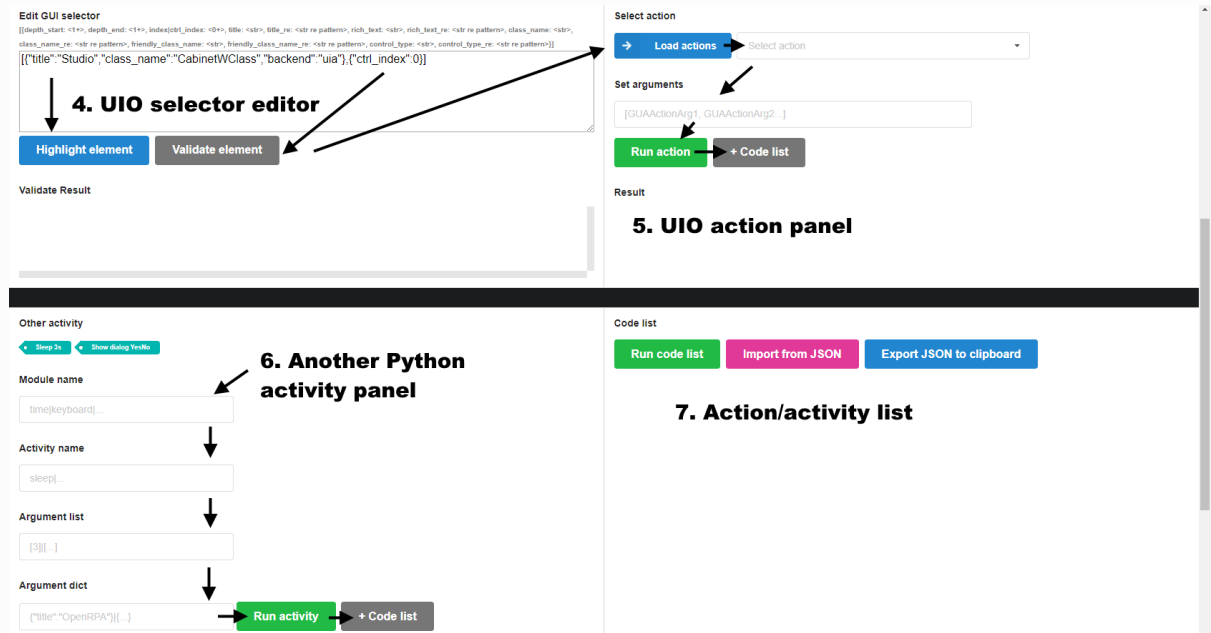 Edit GUI selector
[[depth_start: <1+>, depth_end: <1+>, index|ctrl_index: <0+>, title: <str>, title_re: <str re pattern>, rich_text: <str>, rich_text_re: <str re pattern>, class_name: <str>,
class_name_re: <str re pattern>, friendly_class_name: <str>, friendly_class_name_re: <str re pattern>, control_type: <str>, control_type_re: <str re pattern>}]
[{"title":"Studio","class_name":"CabinetWClass","backend":"uia"},{"ctrl_index":0}]
4. UIO selector editor
Highlight element
Validate element
Validate Result
Select action
Load actions
Select action
Set arguments
[GUAActionArg1, GUAActionArg2...]
Run action
+ Code list
Result
5. UIO action panel
Other activity
Sleep 3s
Show dialog YesNo
6. Another Python
activity panel
Module name
time|keyboard|...
Activity name
sleep|...
Argument list
[3]|[...]
Argument dict
{"title":"OpenRPA"}|{...}
Run activity
+ Code list
Code list
Run code list
Import from JSON
Export JSON to clipboard
7. Action/activity list